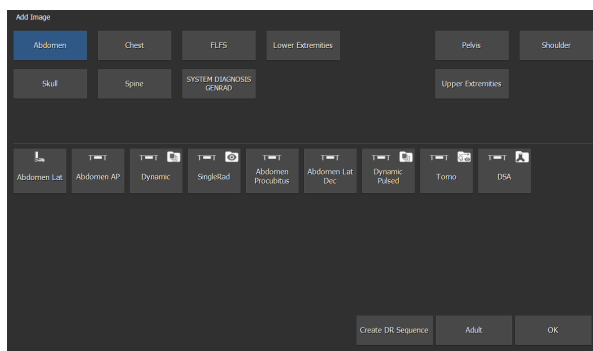 Add Image
Abdomen
Chest
FLFS
Lower Extremities
Pelvis
Shoulder
Skull
Spine
SYSTEM DIAGNOSIS
GENRAD
Upper Extremities
Abdomen Lat
Abdomen AP
Dynamic
SingleRad
Abdomen
Procubitus
Abdomen Lat
Dec
Dynamic
Pulsed
Tomo
DSA
Create DR Sequence
Adult
OK